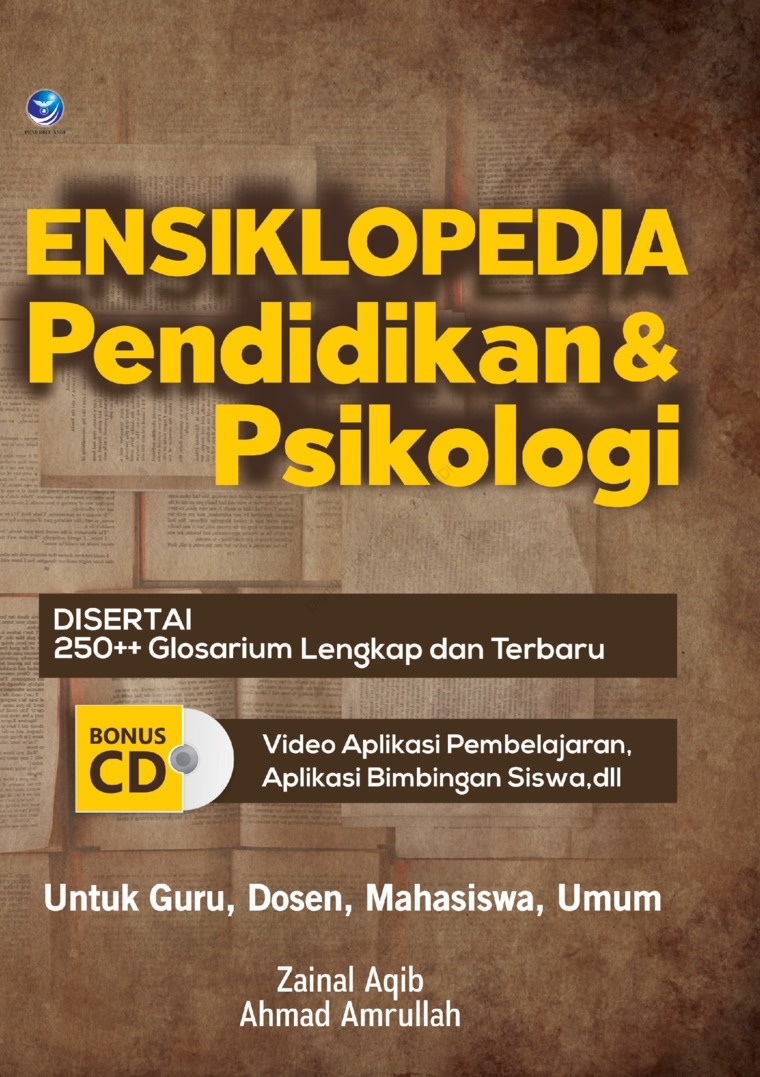 ENSIKLOPEDIA
Pendidikan &
Psikologi
DISERTAI
250++ Glosarium Lengkap dan Terbaru
BONUS
CD
Video Aplikasi Pembelajaran,
Aplikasi Bimbingan Siswa,dll
Untuk Guru, Dosen, Mahasiswa, Umum
Zainal Aqib
Ahmad Amrullah